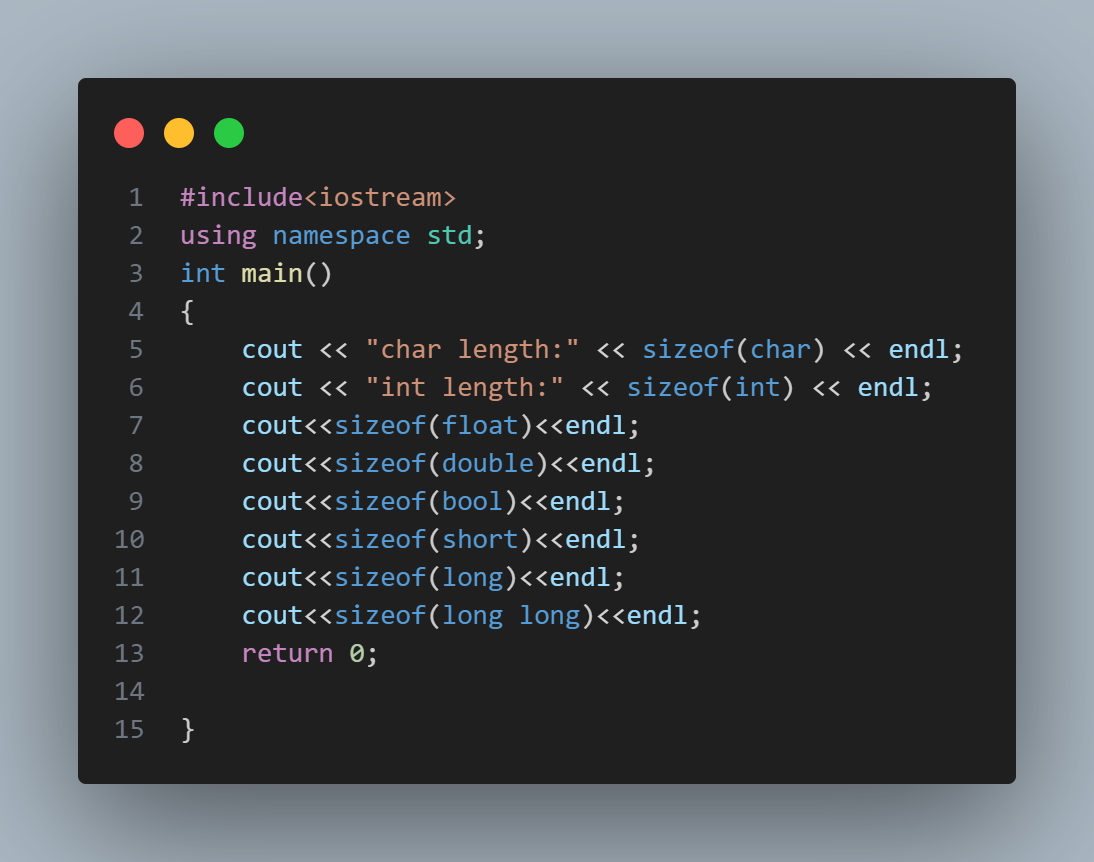 1 #include<iostream>
2 using namespace std;
3 int main()
4 {
5     cout << "char length:" << sizeof(char) << endl;
6     cout << "int length:" << sizeof(int) << endl;
7     cout<<sizeof(float)<<endl;
8     cout<<sizeof(double)<<endl;
9     cout<<sizeof(bool)<<endl;
10     cout<<sizeof(short)<<endl;
11     cout<<sizeof(long)<<endl;
12     cout<<sizeof(long long)<<endl;
13     return 0;
14
15 }